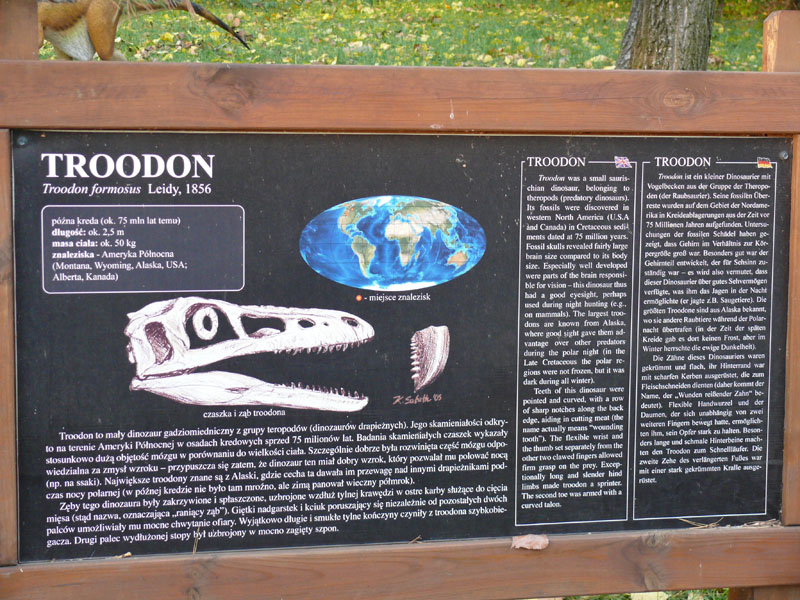 TROODON
Troodon formosus Leidy, 1856
późna kreda (ok. 75 mln lat temu)
długość: ok. 2,5 m
masa ciała: ok. 50 kg
znaleziska - Ameryka Północna
(Montana, Wyoming, Alaska, USA;
Alberta, Kanada)
- miejsce znalezisk
K. Sabath '05
czaszka i ząb troodona
Troodon to mały dinozaur gadziomiedniczny z grupy teropodów (dinozaurów drapieżnych). Jego skamieniałości odkry-
to na terenie Ameryki Północnej w osadach kredowych sprzed 75 milionów lat. Badania skamieniałych czaszek wykazały
stosunkowo dużą objętość mózgu w porównaniu do wielkości ciała. Szczególnie dobrze była rozwinięta część mózgu odpo-
wiedzialna za zmysł wzroku – przypuszcza się zatem, że dinozaur ten miał dobry wzrok, który pozwalał mu polować nocą
(np. na ssaki). Największe troodony znane są z Alaski, gdzie cecha ta dawała im przewagę nad innymi drapieżnikami pod-
czas nocy polarnej (w późnej kredzie nie było tam mroźno, ale zimą panował wieczny półmrok).
Zęby tego dinozaura były zakrzywione i spłaszczone, uzbrojone wzdłuż tylnej krawędzi w ostre karby służące do cięcia
mięsa (stąd nazwa, oznaczająca „raniący ząb"). Giętki nadgarstek i kciuk poruszający się niezależnie od pozostałych dwóch
palców umożliwiały mu mocne chwytanie ofiary. Wyjątkowo długie i smukłe tylne kończyny czyniły z troodona szybkobie-
gacza. Drugi palec wydłużonej stopy był uzbrojony w mocno zagięty szpon.
TROODON
Troodon was a small sauris-
chian dinosaur, belonging to
theropods (predatory dinosaurs).
Its fossils were discovered in
western North America (U.S.A
and Canada) in Cretaceous sedi-
ments dated at 75 million years.
Fossil skulls revealed fairly large
brain size compared to its body
size. Especially well developed
were parts of the brain responsi-
ble for vision – this dinosaur thus
had a good eyesight, perhaps
used during night hunting (e.g.,
on mammals). The largest troo-
dons are known from Alaska,
where good sight gave them ad-
vantage over other predators
during the polar night (in the
Late Cretaceous the polar re-
gions were not frozen, but it was
dark during all winter).
Teeth of this dinosaur were
pointed and curved, with a row
of sharp notches along the back
edge, aiding in cutting meat (the
name actually means "wounding
tooth"). The flexible wrist and
the thumb set separately from the
other two clawed fingers allowed
firm grasp on the prey. Excep-
tionally long and slender hind
limbs made troodon a sprinter.
The second toe was armed with a
curved talon.
TROODON
Troodon ist ein kleiner Dinosaurier mit
Vogelbecken aus der Gruppe der Theropo-
den (der Raubsaurier). Seine fossilen Über-
reste wurden auf dem Gebiet der Nordame-
rika in Kreideablagerungen aus der Zeit vor
75 Millionen Jahren aufgefunden. Untersu-
chungen der fossilen Schädel haben ge-
zeigt, dass Gehirn im Verhältnis zur Kör-
pergröße groß war. Besonders gut war der
Gehirnteil entwickelt, der für Sehsinn zu-
ständig war – es wird also vermutet, dass
dieser Dinosaurier über gutes Sehvermögen
verfügte, was ihm das Jagen in der Nacht
ermöglichte (er jagte z.B. Saugetiere). Die
größten Troodone sind aus Alaska bekannt,
wo sie andere Raubtiere während der Polar-
nacht übertrafen (in der Zeit der späten
Kreide gab es dort keinen Frost, aber im
Winter herrschte die ewige Dunkelheit).
Die Zähne dieses Dinosauriers waren
gekrümmt und flach, ihr Hinterrand war
mit scharfen Kerben ausgerüstet, die zum
Fleischschneiden dienten (daher kommt der
Name, der „Wunden reißender Zahn" be-
deutet). Flexible Handwurzel und der
Daumen, der sich unabhängig von zwei
weiteren Fingern bewegt hatte, ermöglich-
ten ihm, sein Opfer stark zu halten. Beson-
ders lange und schmale Hinterbeine mach-
ten den Troodon zum Schnellläufer. Die
zweite Zehe des verlängerten Fußes war
mit einer stark gekrümmten Kralle ausge-
rüstet.